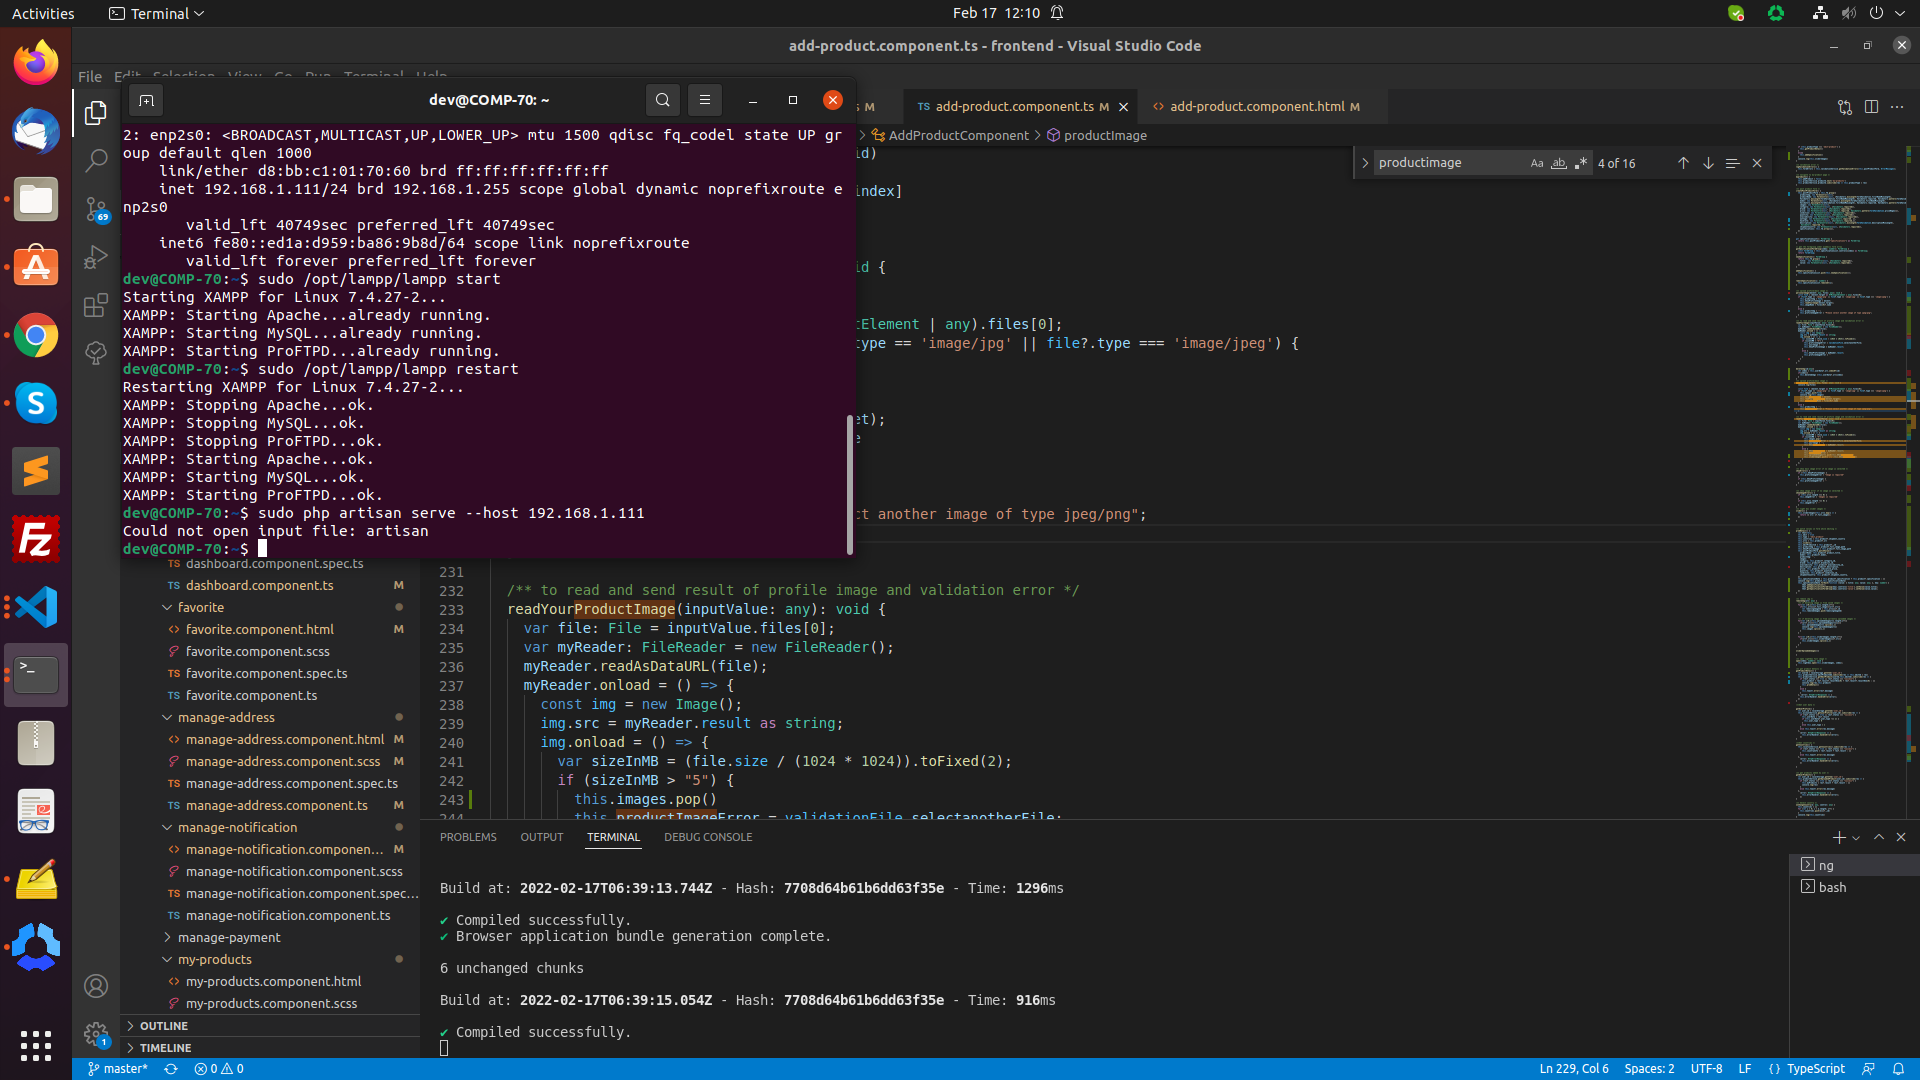 Activities
Terminal
Feb 17 12:10
add-product.component.ts - frontend - Visual Studio Code
File Edit Selection View Go Run Terminal Help
dev@COMP-70: ~
s M
TS add-product.component.ts M
<> add-product.component.html M
AddProductComponent > productImage
productimage
Aa ab .*
4 of 16
2: enp2s0: <BROADCAST,MULTICAST,UP,LOWER_UP> mtu 1500 qdisc fq_codel state UP gr
oup default qlen 1000
link/ether d8:bb:c1:01:70:60 brd ff:ff:ff:ff:ff:ff
inet 192.168.1.111/24 brd 192.168.1.255 scope global dynamic noprefixroute e
np2s0
valid_lft 40749sec preferred_lft 40749sec
inet6 fe80::ed1a:d959:ba86:9b8d/64 scope link noprefixroute
valid_lft forever preferred_lft forever
dev@COMP-70:~$ sudo /opt/lampp/lampp start
Starting XAMPP for Linux 7.4.27-2...
XAMPP: Starting Apache...already running.
XAMPP: Starting MySQL...already running.
XAMPP: Starting ProFTPD...already running.
dev@COMP-70:~$ sudo /opt/lampp/lampp restart
Restarting XAMPP for Linux 7.4.27-2...
XAMPP: Stopping Apache...ok.
XAMPP: Stopping MySQL...ok.
XAMPP: Stopping ProFTPD...ok.
XAMPP: Starting Apache...ok.
XAMPP: Starting MySQL...ok.
XAMPP: Starting ProFTPD...ok.
dev@COMP-70:~$ sudo php artisan serve --host 192.168.1.111
Could not open input file: artisan
dev@COMP-70:~$
id)
[index]
id {
tElement | any).files[0];
type == 'image/jpg' || file?.type === 'image/jpeg') {
et);
e
ct another image of type jpeg/png";
231
232 /** to read and send result of profile image and validation error */
233 readYourProductImage(inputValue: any): void {
234 var file: File = inputValue.files[0];
235 var myReader: FileReader = new FileReader();
236 myReader.readAsDataURL(file);
237 myReader.onload = () => {
238 const img = new Image();
239 img.src = myReader.result as string;
240 img.onload = () => {
241 var sizeInMB = (file.size / (1024 * 1024)).toFixed(2);
242 if (sizeInMB > "5") {
243 this.images.pop()
244 this.productImageError = validationFile.selectanotherFile;
69
TS dashboard.component.spec.ts
TS dashboard.component.ts M
favorite
<> favorite.component.html M
favorite.component.scss
TS favorite.component.spec.ts
TS favorite.component.ts
manage-address
<> manage-address.component.html M
manage-address.component.scss M
TS manage-address.component.spec.ts
TS manage-address.component.ts M
manage-notification
<> manage-notification.componen... M
manage-notification.component.scss
TS manage-notification.component.spec...
TS manage-notification.component.ts
manage-payment
my-products
<> my-products.component.html
my-products.component.scss
OUTLINE
TIMELINE
1
PROBLEMS
OUTPUT
TERMINAL
DEBUG CONSOLE
Build at: 2022-02-17T06:39:13.744Z - Hash: 7708d64b61b6dd63f35e - Time: 1296ms
✔ Compiled successfully.
✔ Browser application bundle generation complete.
6 unchanged chunks
Build at: 2022-02-17T06:39:15.054Z - Hash: 7708d64b61b6dd63f35e - Time: 916ms
✔ Compiled successfully.
ng
bash
master*
0 0
Ln 229, Col 6
Spaces: 2
UTF-8
LF
{ } TypeScript